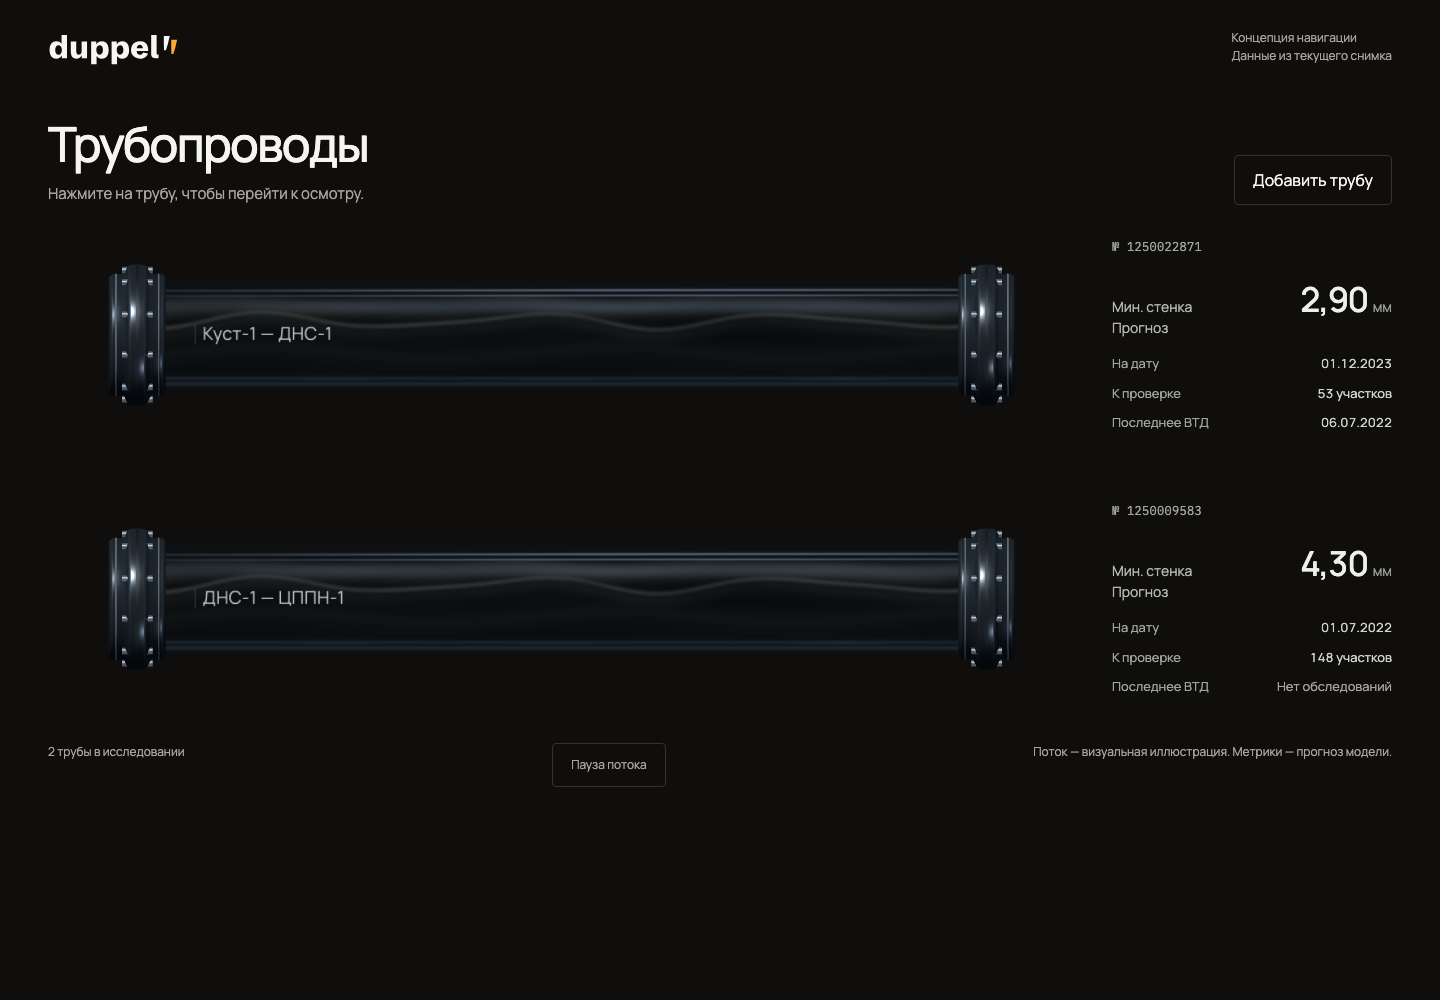 duppel
Концепция навигации
Данные из текущего снимка
Трубопроводы
Нажмите на трубу, чтобы перейти к осмотру.
Добавить трубу
№ 1250022871
Куст-1 — ДНС-1
Мин. стенка
Прогноз
2,90 мм
На дату 01.12.2023
К проверке 53 участков
Последнее ВТД 06.07.2022
№ 1250009583
ДНС-1 — ЦППН-1
Мин. стенка
Прогноз
4,30 мм
На дату 01.07.2022
К проверке 148 участков
Последнее ВТД Нет обследований
2 трубы в исследовании
Пауза потока
Поток — визуальная иллюстрация. Метрики — прогноз модели.